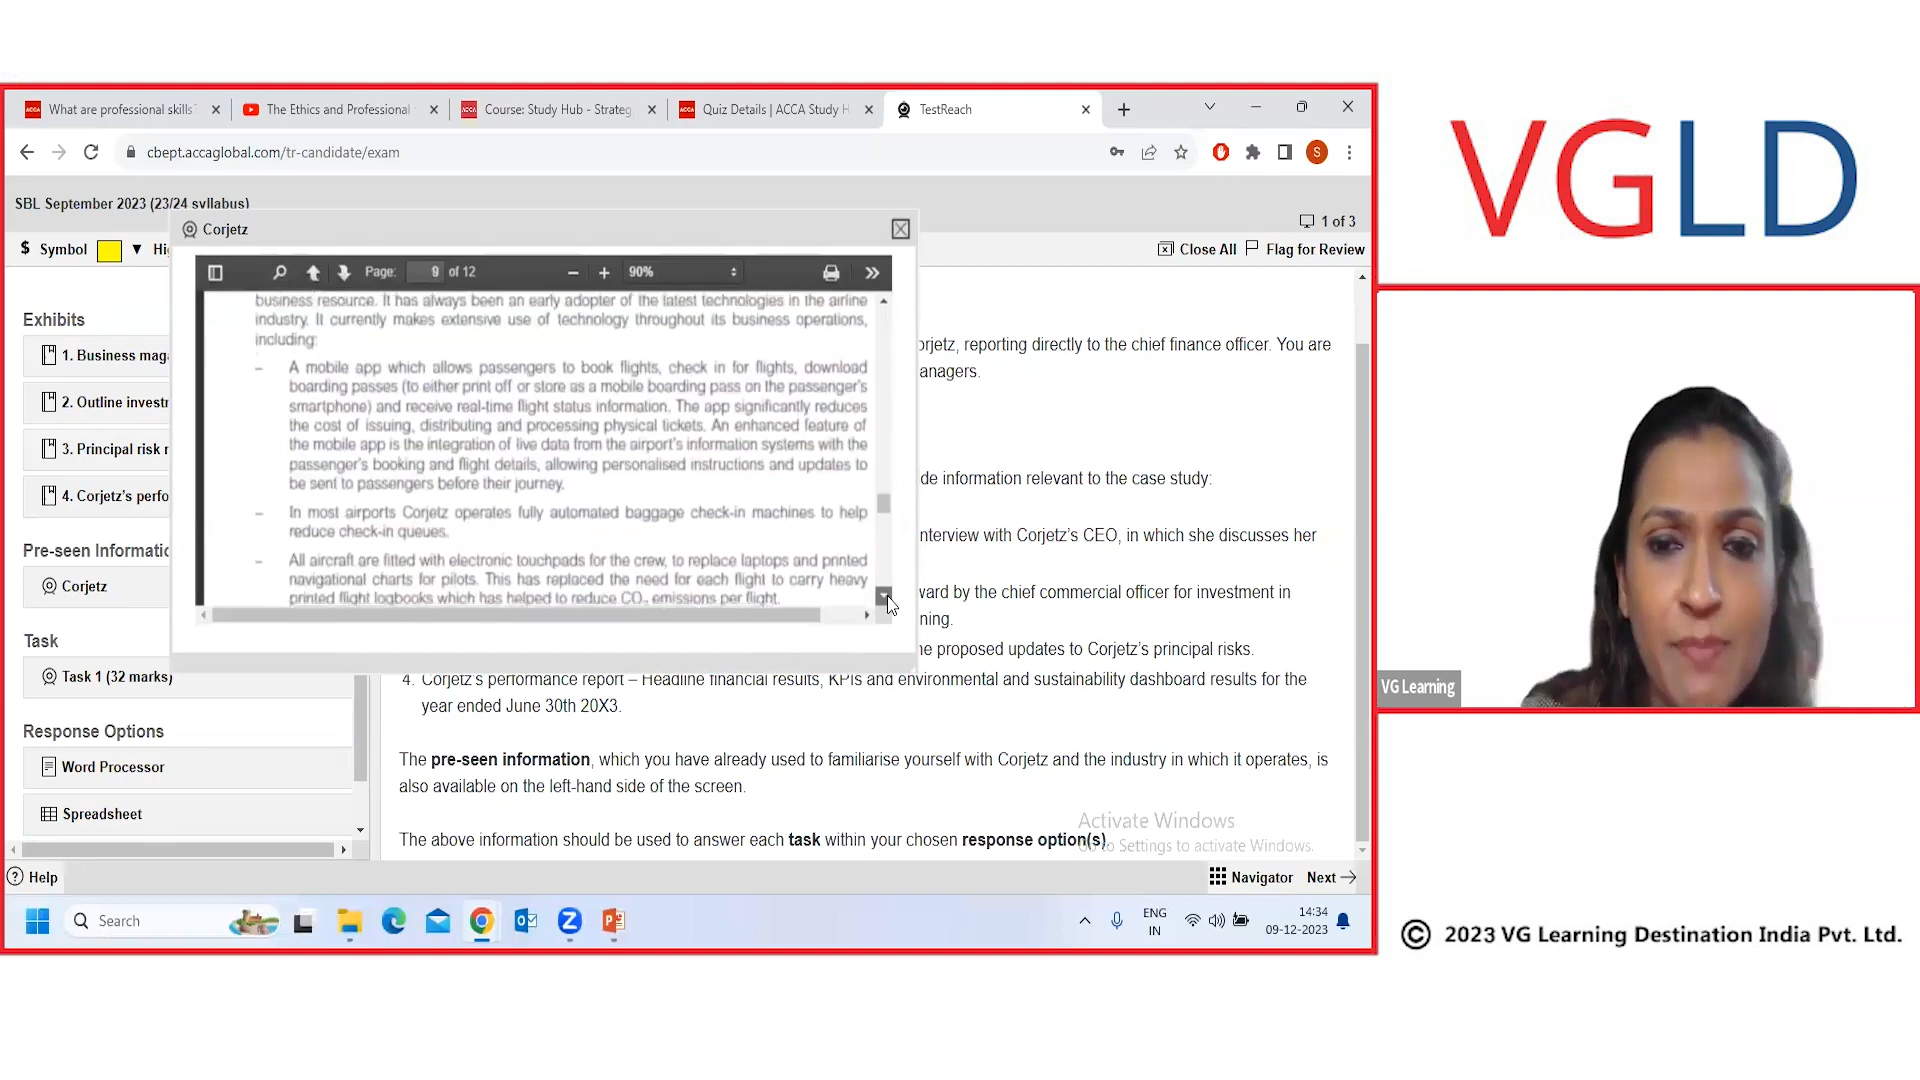 What are professional skills
The Ethics and Professional
Course: Study Hub - Strateg
Quiz Details | ACCA Study H
TestReach
cbept.accaglobal.com/tr-candidate/exam
S
SBL September 2023 (23/24 syllabus)
1 of 3
$ Symbol
Close All
Flag for Review
Corjetz
Page: 9 of 12
90%
business resource. It has always been an early adopter of the latest technologies in the airline
industry. It currently makes extensive use of technology throughout its business operations,
including:
– A mobile app which allows passengers to book flights, check in for flights, download
boarding passes (to either print off or store as a mobile boarding pass on the passenger's
smartphone) and receive real-time flight status information. The app significantly reduces
the cost of issuing, distributing and processing physical tickets. An enhanced feature of
the mobile app is the integration of live data from the airport's information systems with the
passenger's booking and flight details, allowing personalised instructions and updates to
be sent to passengers before their journey.
– In most airports Corjetz operates fully automated baggage check-in machines to help
reduce check-in queues.
– All aircraft are fitted with electronic touchpads for the crew, to replace laptops and printed
navigational charts for pilots. This has replaced the need for each flight to carry heavy
printed flight logbooks which has helped to reduce CO₂ emissions per flight.
Exhibits
1. Business mag
2. Outline investr
3. Principal risk r
4. Corjetz's perfo
Pre-seen Informatic
Corjetz
Task
Task 1 (32 marks)
Response Options
Word Processor
Spreadsheet
orjetz, reporting directly to the chief finance officer. You are
anagers.
de information relevant to the case study:
nterview with Corjetz's CEO, in which she discusses her
ward by the chief commercial officer for investment in
ning.
ne proposed updates to Corjetz's principal risks.
4. Corjetz's performance report – Headline financial results, KPIs and environmental and sustainability dashboard results for the
year ended June 30th 20X3.
The pre-seen information, which you have already used to familiarise yourself with Corjetz and the industry in which it operates, is
also available on the left-hand side of the screen.
The above information should be used to answer each task within your chosen response option(s)
Activate Windows
Go to Settings to activate Windows.
Help
Navigator
Next
Search
ENG
IN
14:34
09-12-2023
VGLD
VG Learning
© 2023 VG Learning Destination India Pvt. Ltd.